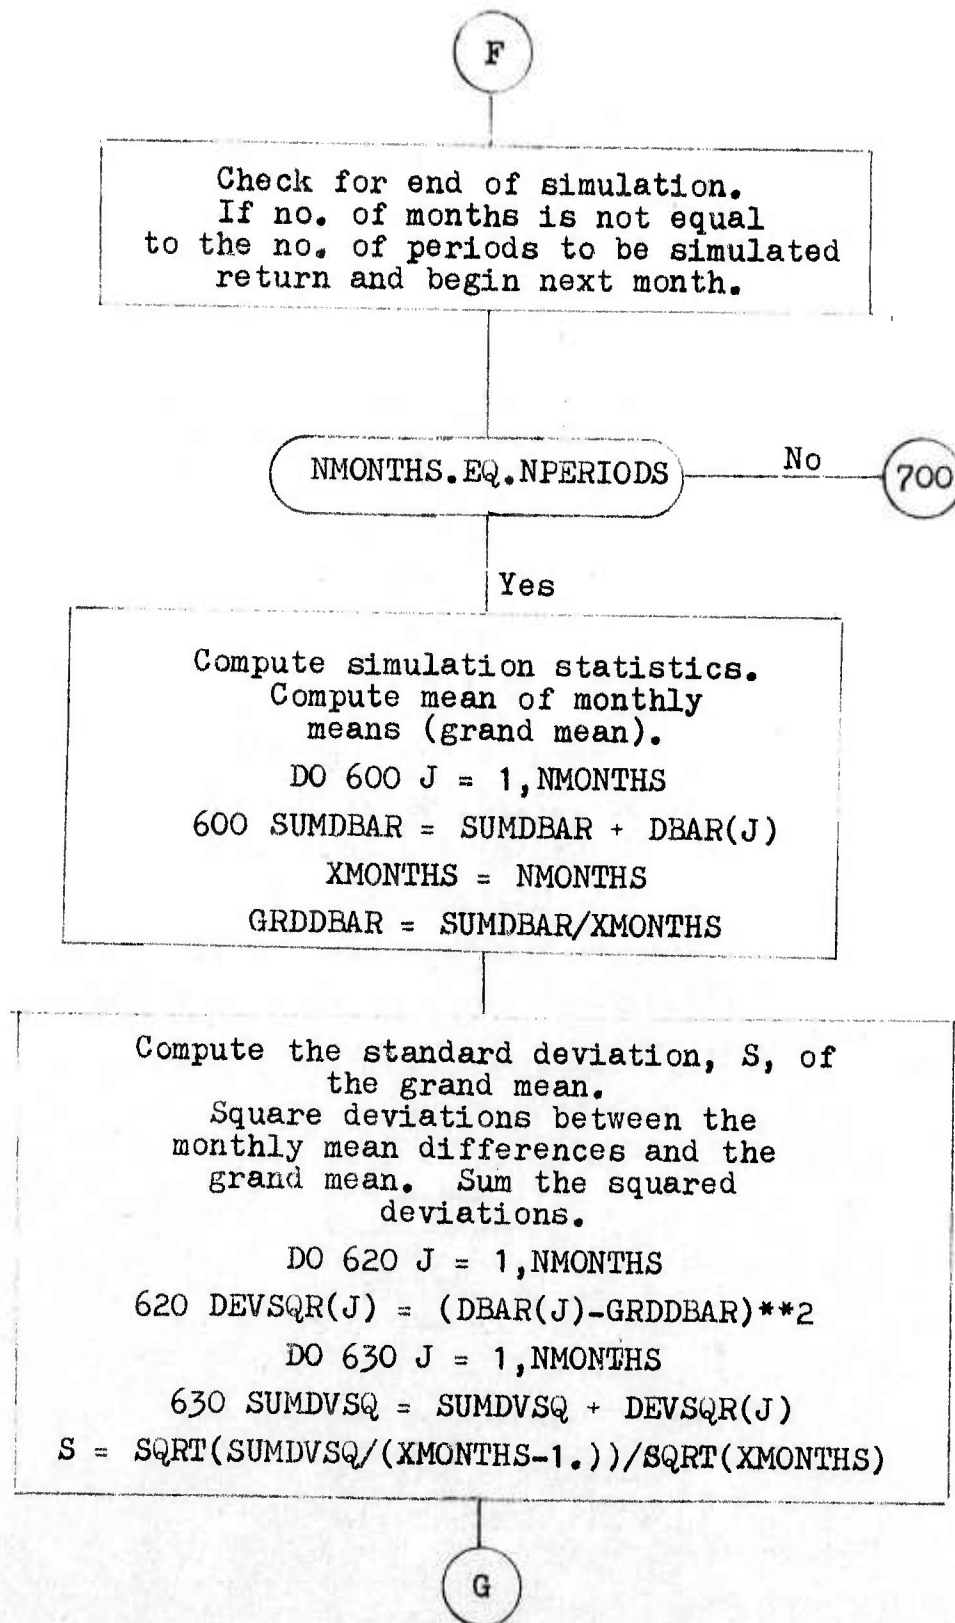 F
Check for end of simulation.
If no. of months is not equal
to the no. of periods to be simulated
return and begin next month.
NMONTHS.EQ.NPERIODS
No
700
Yes
Compute simulation statistics.
Compute mean of monthly
means (grand mean).
DO 600 J = 1,NMONTHS
600 SUMDBAR = SUMDBAR + DBAR(J)
XMONTHS = NMONTHS
GRDDBAR = SUMDBAR/XMONTHS
Compute the standard deviation, S, of
the grand mean.
Square deviations between the
monthly mean differences and the
grand mean. Sum the squared
deviations.
DO 620 J = 1,NMONTHS
620 DEVSQR(J) = (DBAR(J)-GRDDBAR)**2
DO 630 J = 1,NMONTHS
630 SUMDVSQ = SUMDVSQ + DEVSQR(J)
S = SQRT(SUMDVSQ/(XMONTHS-1.))/SQRT(XMONTHS)
G